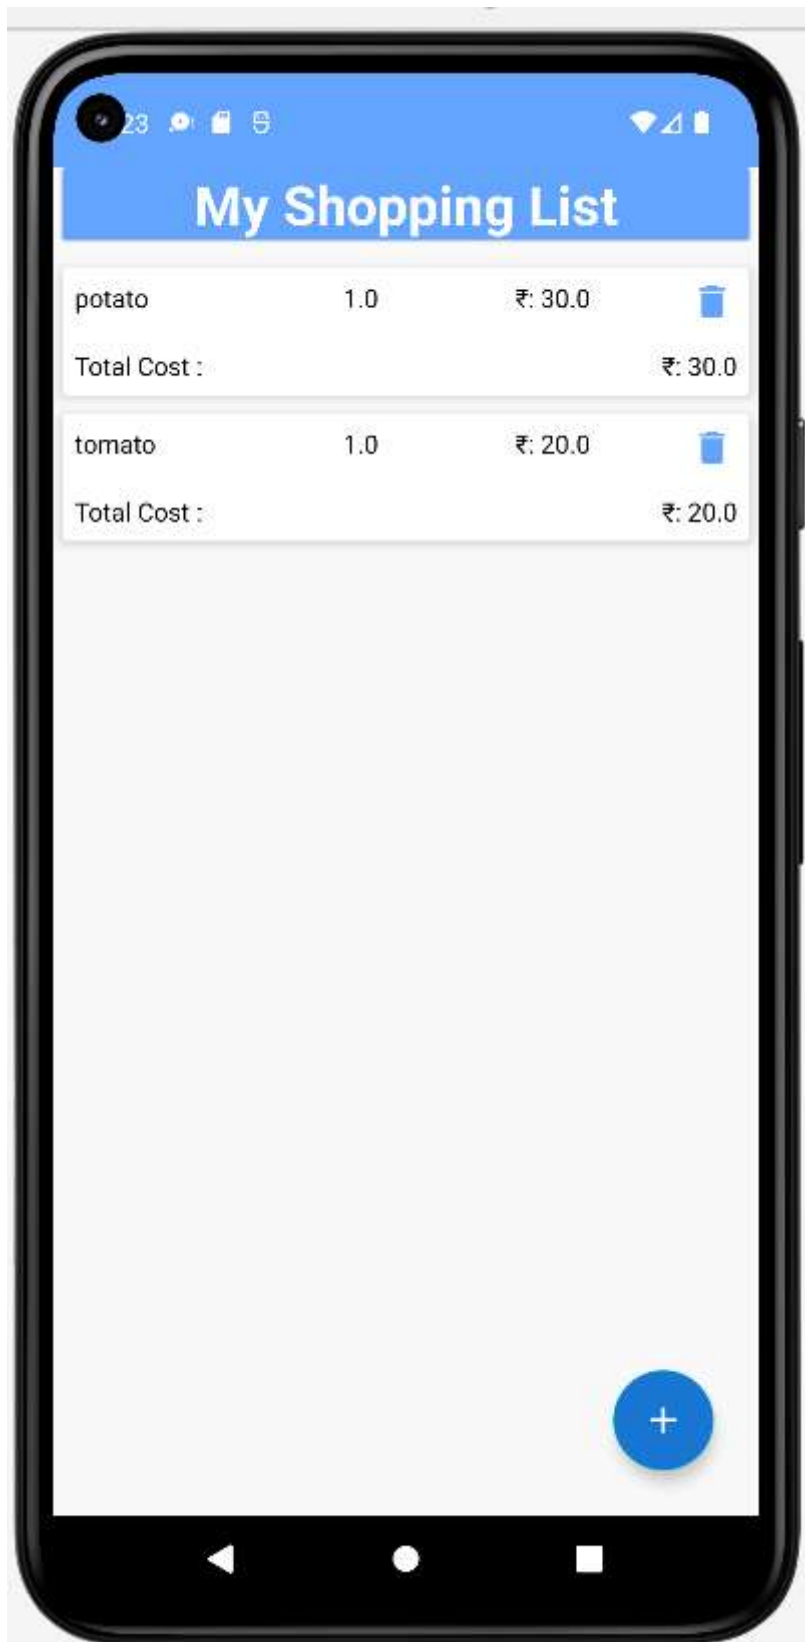 23
My Shopping List
potato 1.0 ₹: 30.0
Total Cost : ₹: 30.0
tomato 1.0 ₹: 20.0
Total Cost : ₹: 20.0